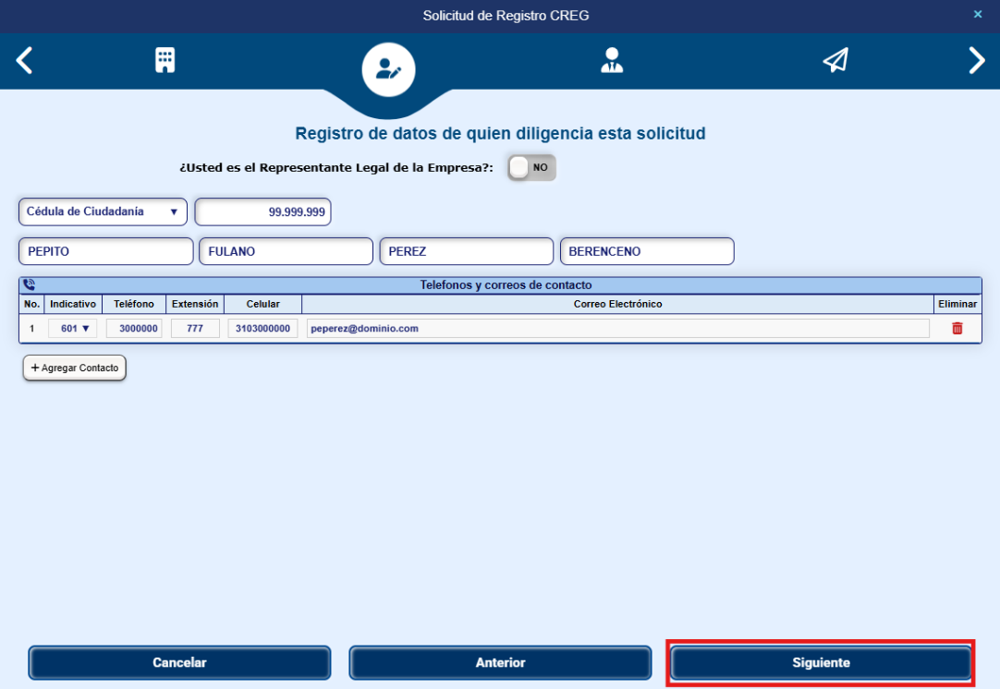 Solicitud de Registro CREG ×
Registro de datos de quien diligencia esta solicitud
¿Usted es el Representante Legal de la Empresa?: NO
Cédula de Ciudadanía ▼ 99.999.999
PEPITO FULANO PEREZ BERENCENO
Telefonos y correos de contacto
No. Indicativo Teléfono Extensión Celular Correo Electrónico Eliminar
1 601 ▼ 3000000 777 3103000000 peperez@dominio.com
+ Agregar Contacto
Cancelar Anterior Siguiente